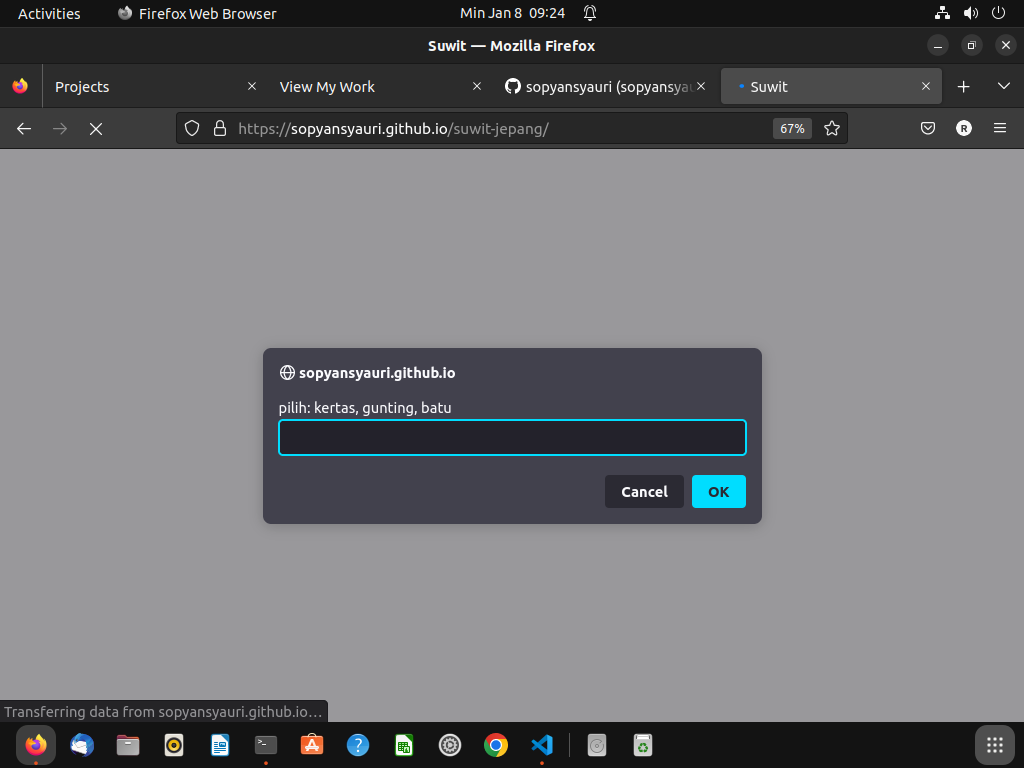 Activities
Firefox Web Browser
Min Jan 8 09:24
Suwit — Mozilla Firefox
Projects
View My Work
sopyansyauri (sopyansyau
Suwit
https://sopyansyauri.github.io/suwit-jepang/
67%
R
sopyansyauri.github.io
pilih: kertas, gunting, batu
Cancel
OK
Transferring data from sopyansyauri.github.io…